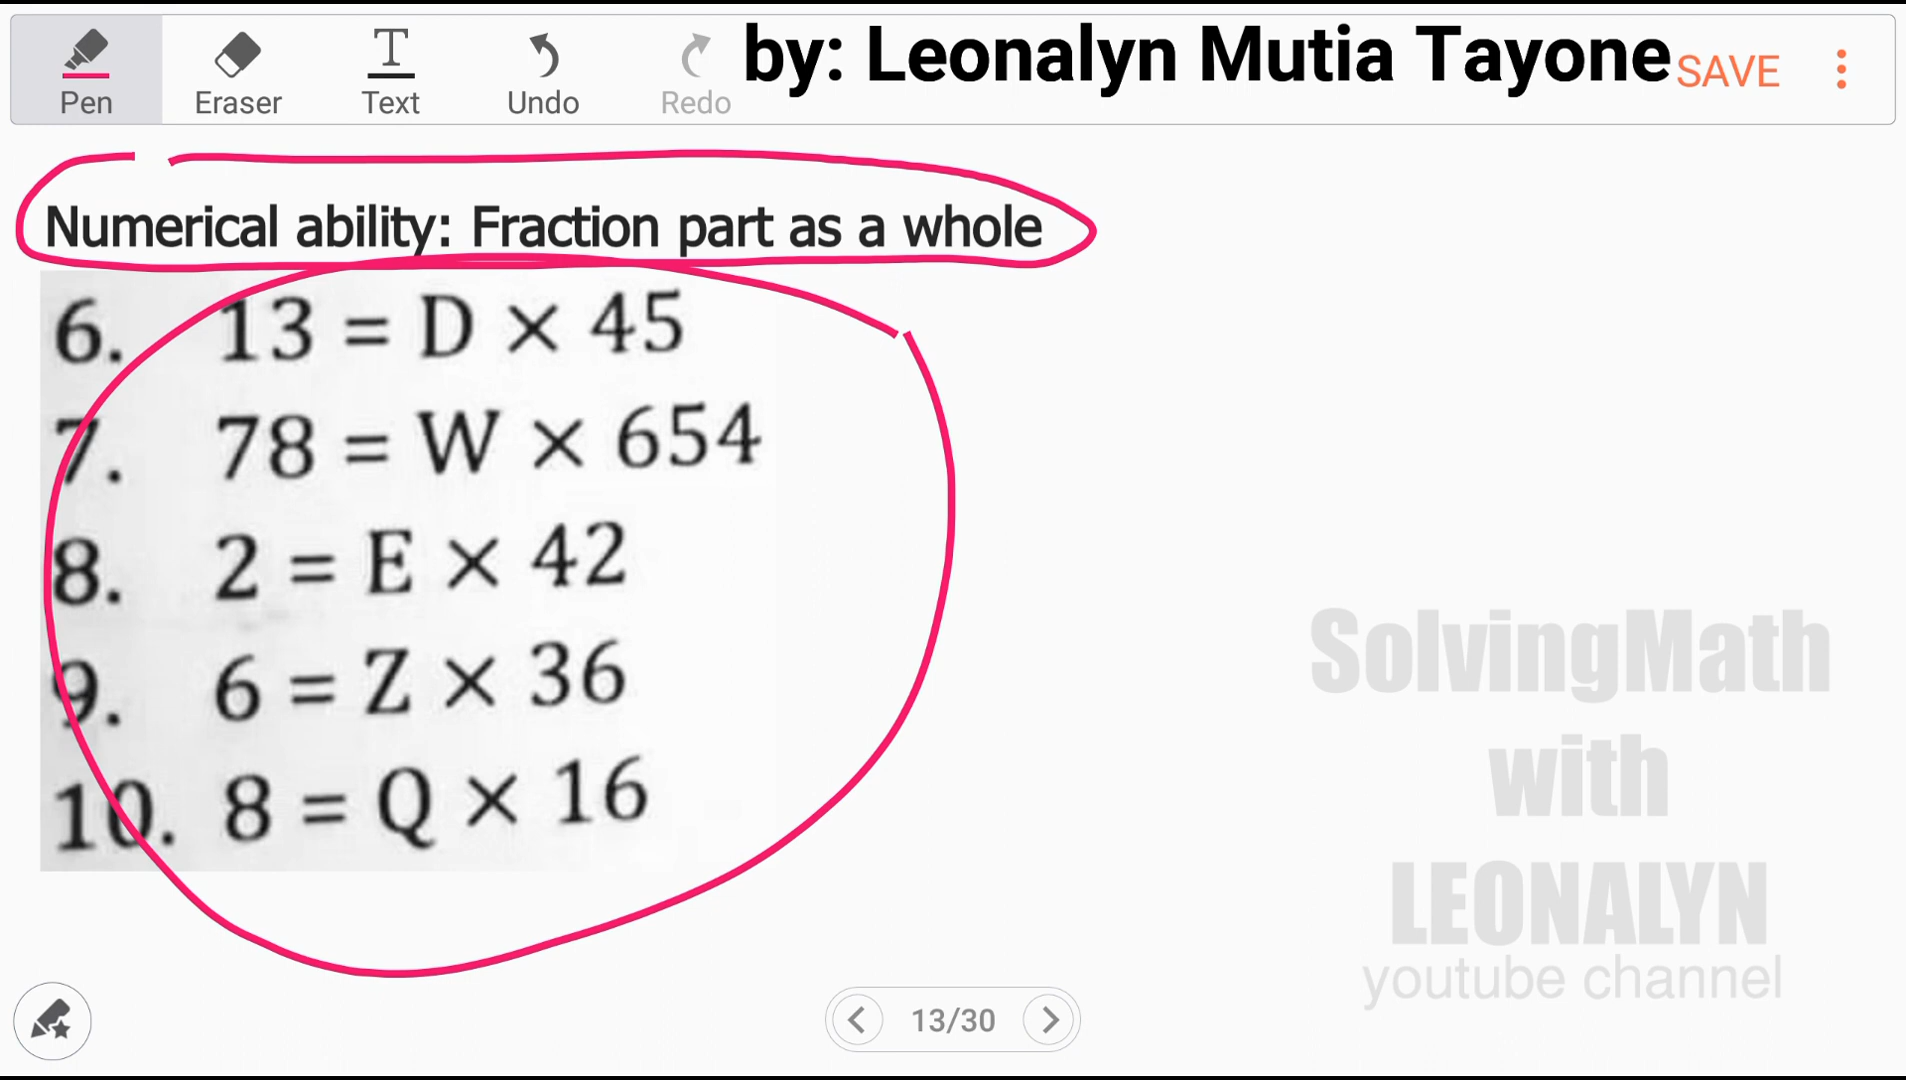 by: Leonalyn Mutia Tayone
SAVE
Pen Eraser Text Undo Redo
Numerical ability: Fraction part as a whole
6. 13 = D × 45
7. 78 = W × 654
8. 2 = E × 42
9. 6 = Z × 36
10. 8 = Q × 16
SolvingMath
with
LEONALYN
youtube channel
13/30